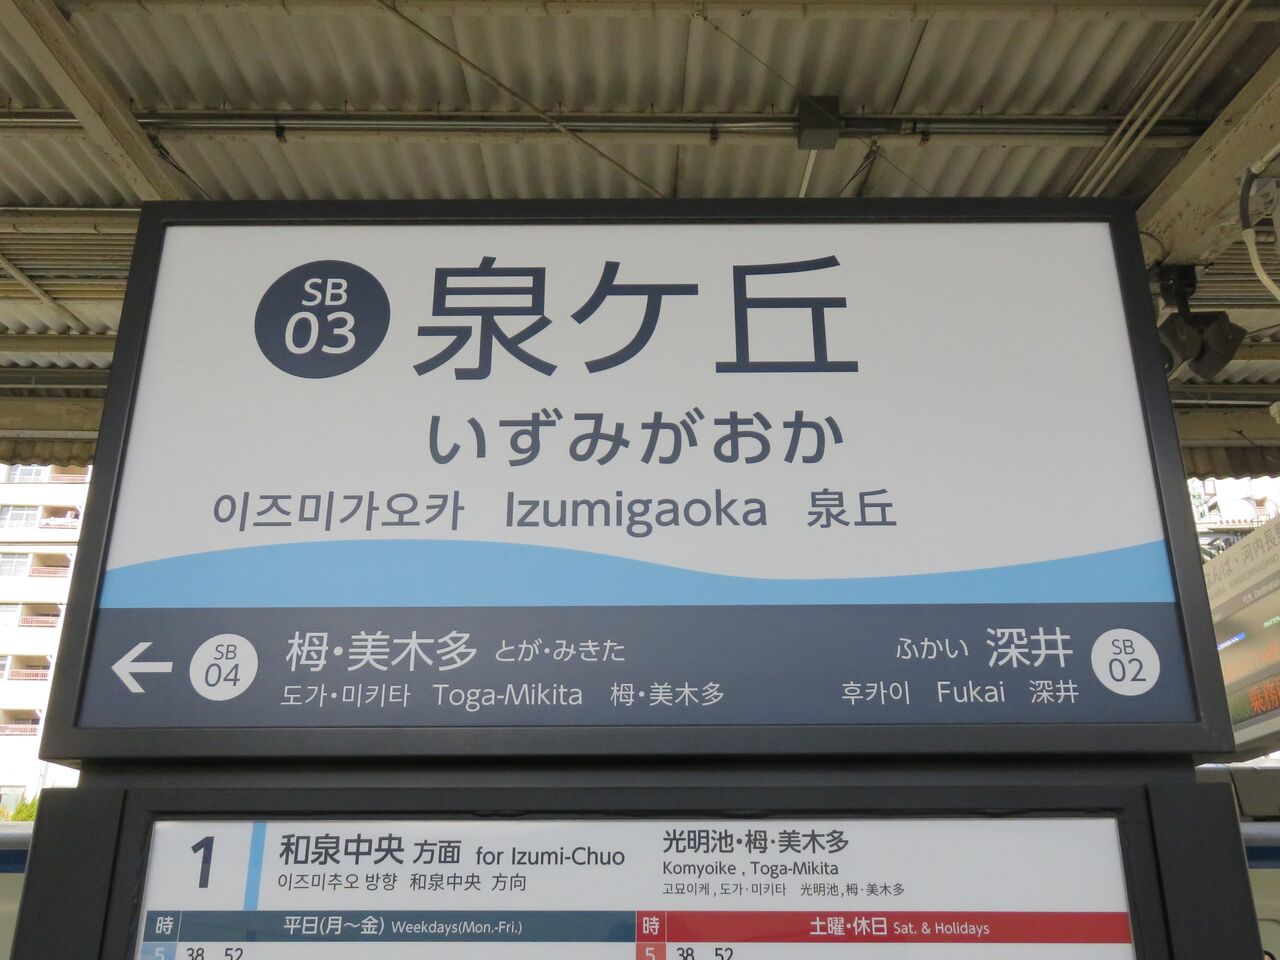 SB
03
泉ケ丘
いずみがおか
이즈미가오카 Izumigaoka 泉丘
SB
04
栂・美木多 とが・みきた
도가・미키타 Toga-Mikita 栂・美木多
ふかい 深井
후카이 Fukai 深井
SB
02
1
和泉中央 方面 for Izumi-Chuo
이즈미추오 방향 和泉中央 方向
光明池・栂・美木多
Komyoike , Toga-Mikita
고묘이케 , 도가・미키타 光明池 , 栂・美木多
時 平日(月～金) Weekdays(Mon.-Fri.)
時 土曜・休日 Sat. & Holidays
5 38 52
5 38 52
なんば・河内長